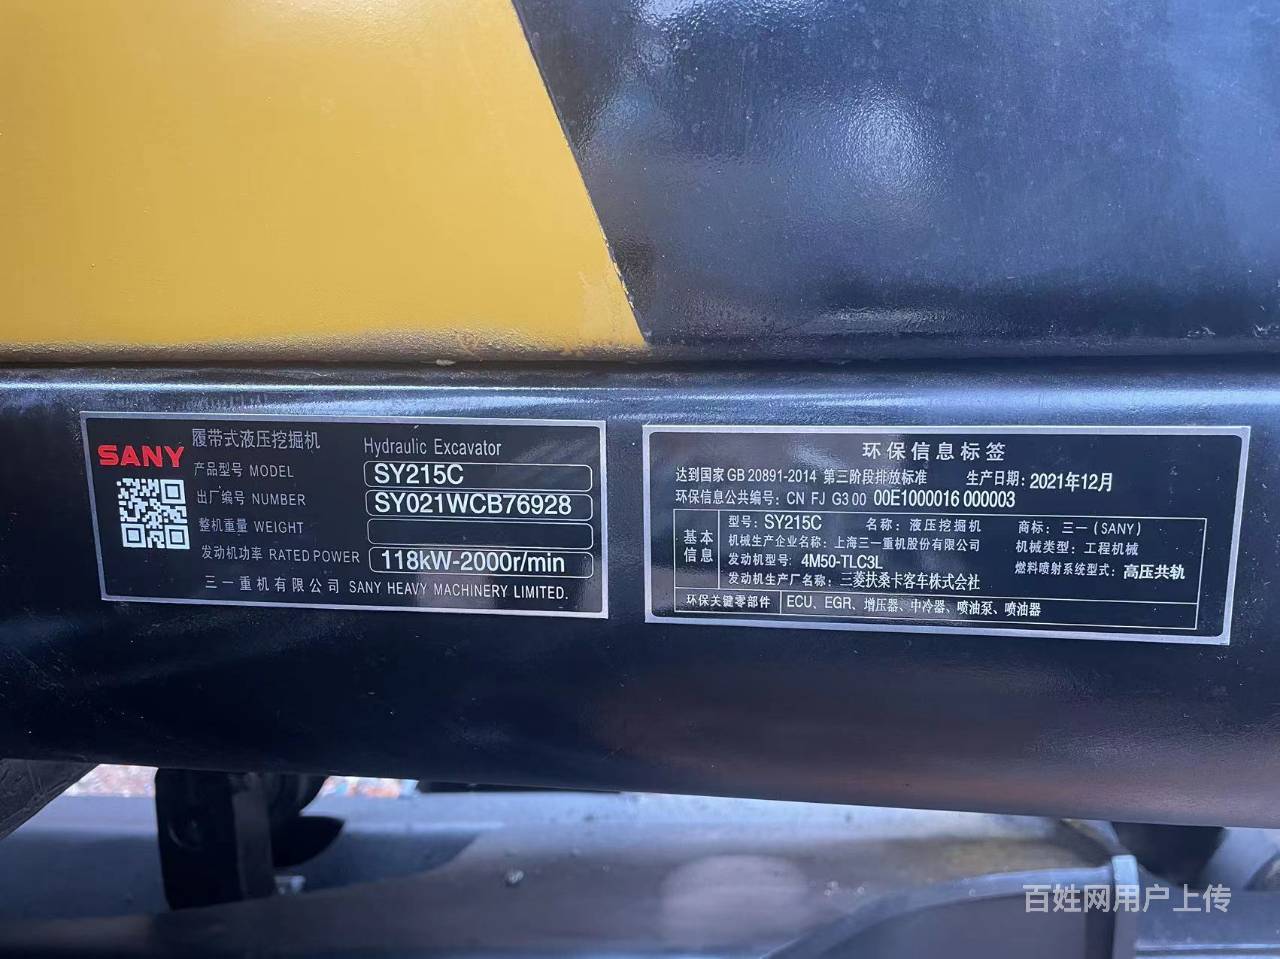 SANY
履带式液压挖掘机 Hydraulic Excavator
产品型号 MODEL SY215C
出厂编号 NUMBER SY021WCB76928
整机重量 WEIGHT
发动机功率 RATED POWER 118kW-2000r/min
三一重机有限公司 SANY HEAVY MACHINERY LIMITED.
环保信息标签
达到国家 GB 20891-2014 第三阶段排放标准 生产日期: 2021年12月
环保信息公共编号: CN FJ G3 00 00E1000016 000003
基本信息
型号: SY215C 名称: 液压挖掘机 商标: 三一(SANY)
机械生产企业名称: 上海三一重机股份有限公司 机械类型: 工程机械
发动机型号: 4M50-TLC3L 燃料喷射系统型式: 高压共轨
发动机生产厂名称: 三菱扶桑卡客车株式会社
环保关键零部件 ECU、EGR、增压器、中冷器、喷油泵、喷油器
百姓网用户上传